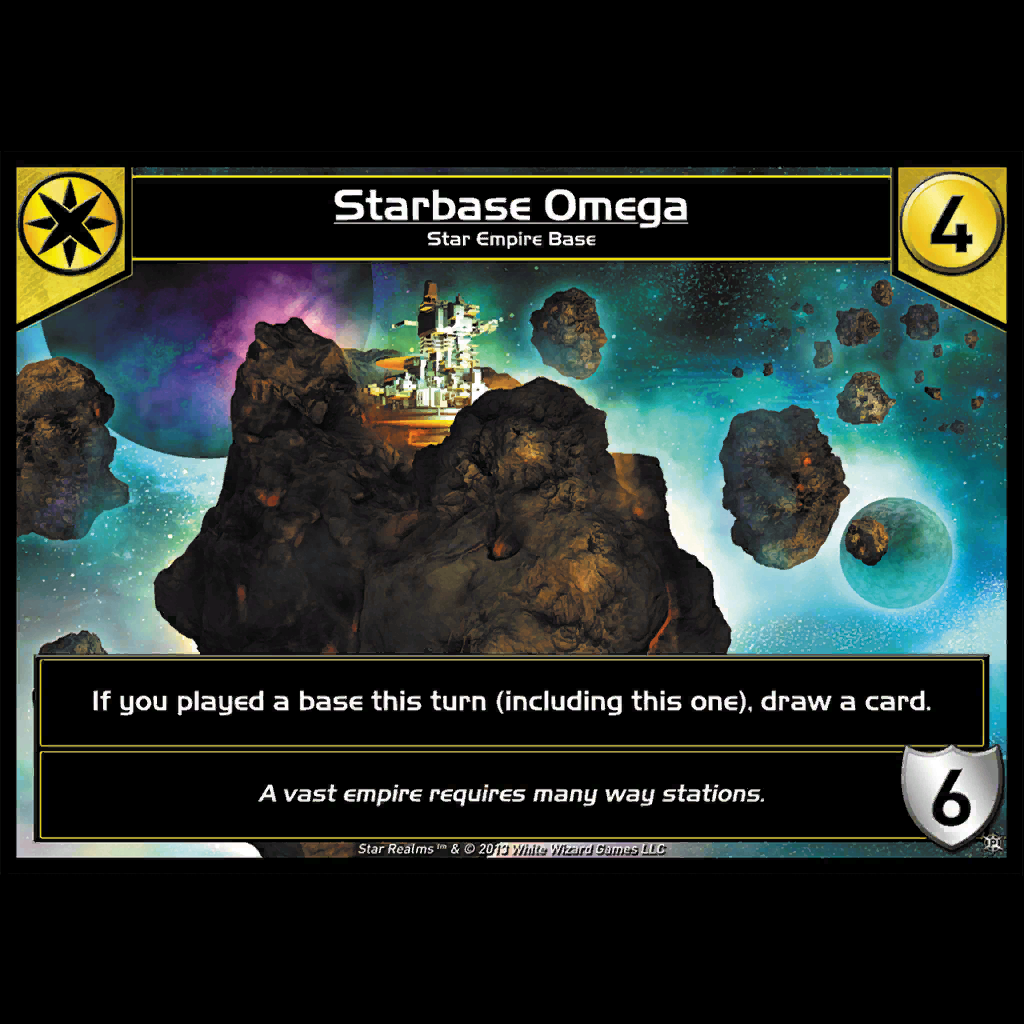 Starbase Omega
4
Star Empire Base
If you played a base this turn (including this one), draw a card.
A vast empire requires many way stations.
6
Star Realms™ & © 2013 White Wizard Games LLC
P